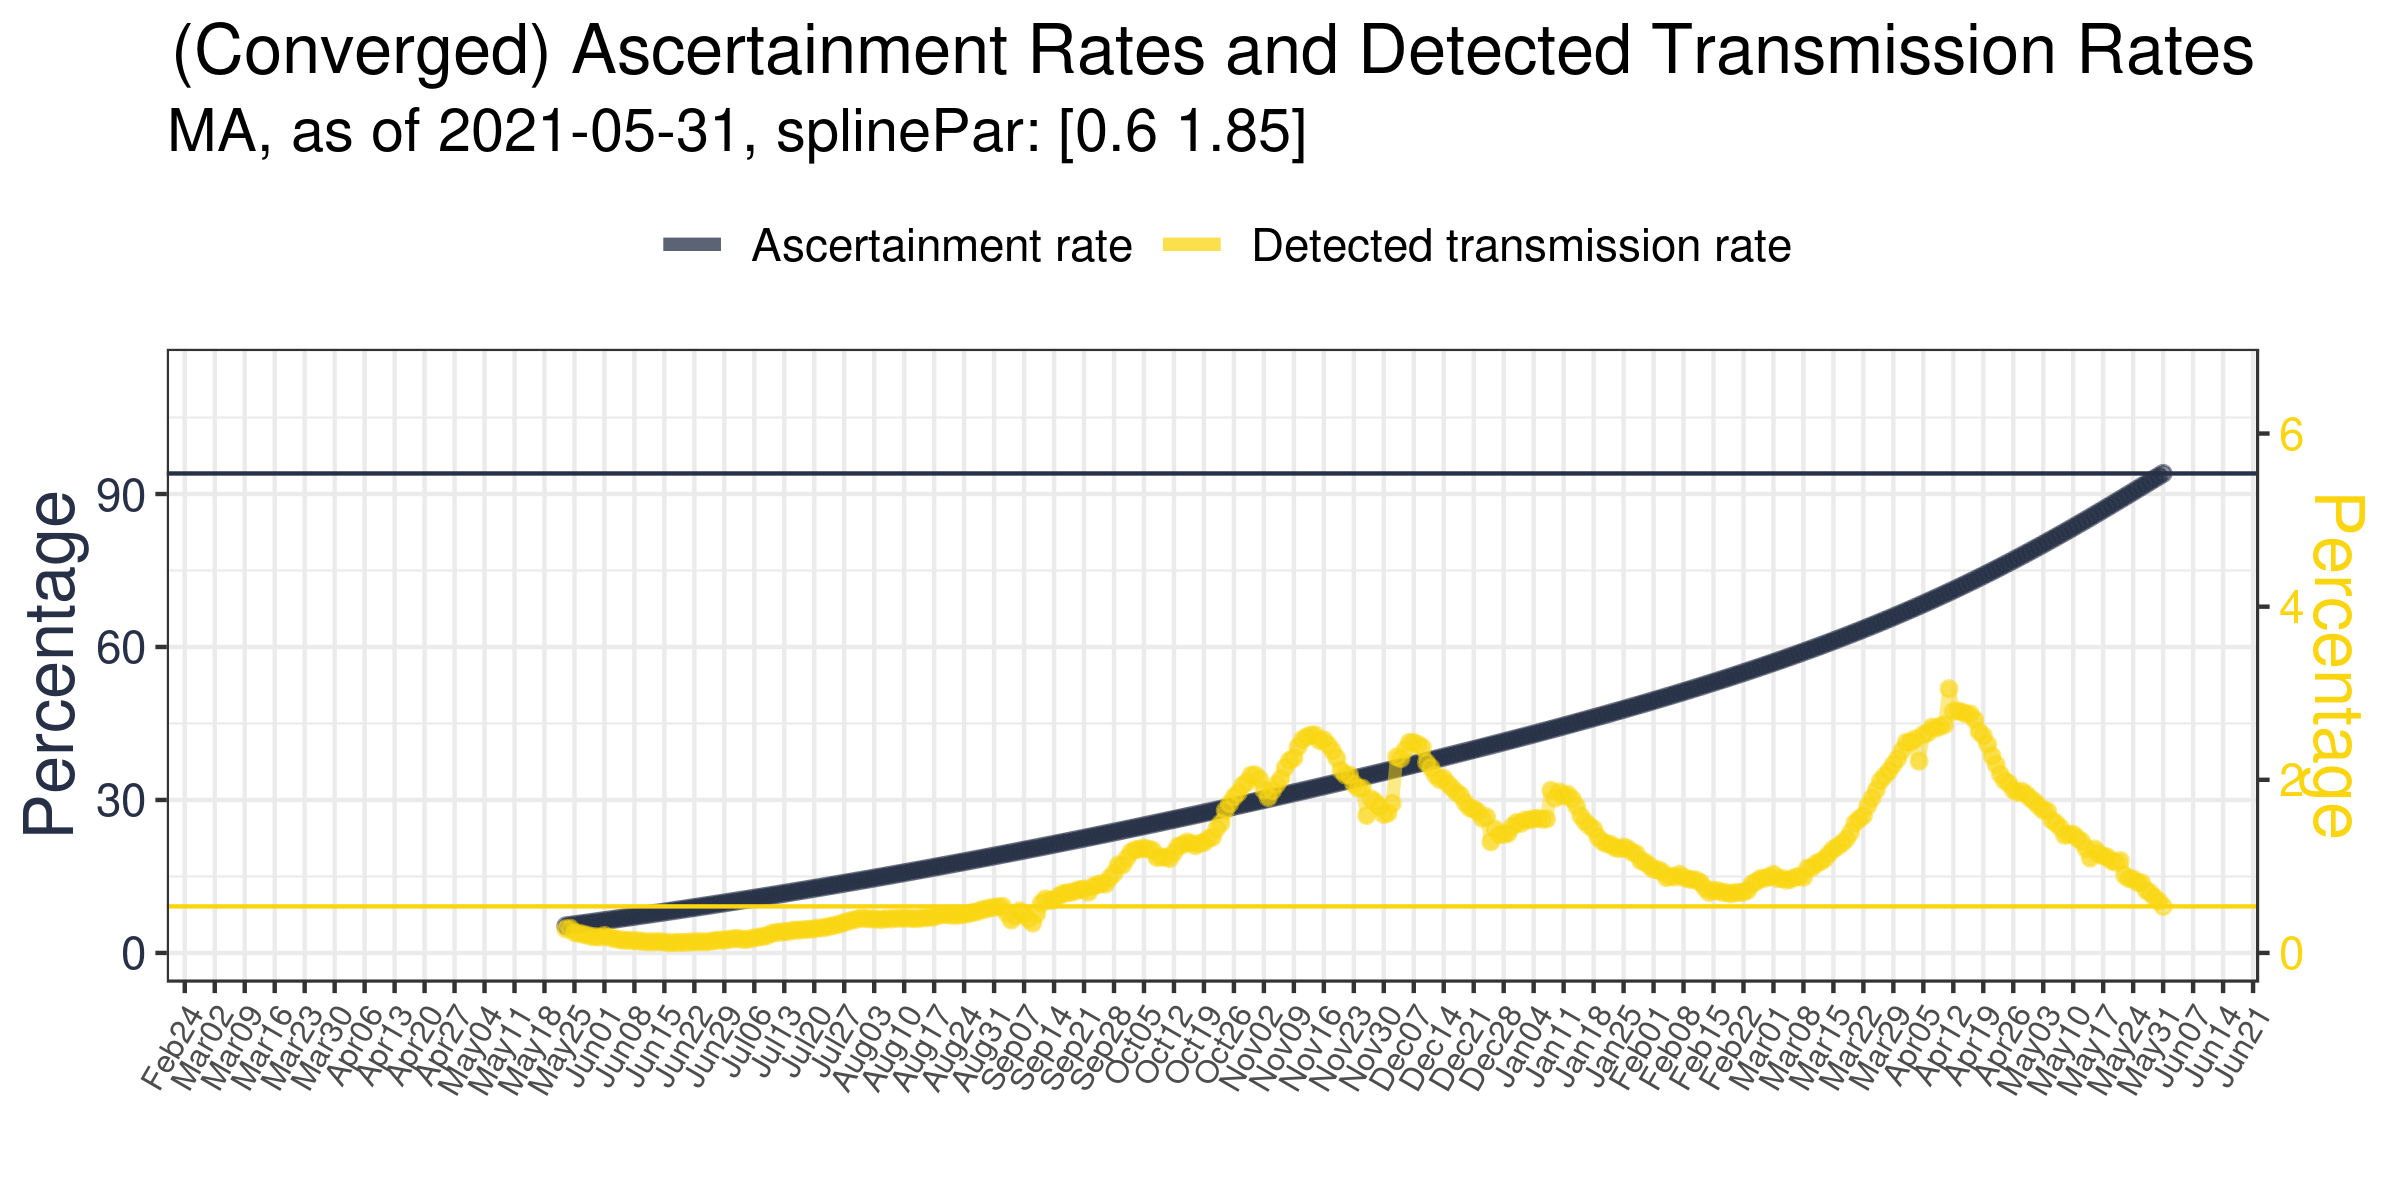 (Converged) Ascertainment Rates and Detected Transmission Rates
MA, as of 2021-05-31, splinePar: [0.6 1.85]
Ascertainment rate Detected transmission rate
Percentage
90
60
30
0
6
4
2
0
Percentage
Feb24 Mar02 Mar09 Mar16 Mar23 Mar30 Apr06 Apr13 Apr20 Apr27 May04 May11 May18 May25 Jun01 Jun08 Jun15 Jun22 Jun29 Jul06 Jul13 Jul20 Jul27 Aug03 Aug10 Aug17 Aug24 Aug31 Sep07 Sep14 Sep21 Sep28 Oct05 Oct12 Oct19 Oct26 Nov02 Nov09 Nov16 Nov23 Nov30 Dec07 Dec14 Dec21 Dec28 Jan04 Jan11 Jan18 Jan25 Feb01 Feb08 Feb15 Feb22 Mar01 Mar08 Mar15 Mar22 Mar29 Apr05 Apr12 Apr19 Apr26 May03 May10 May17 May24 May31 Jun07 Jun14 Jun21